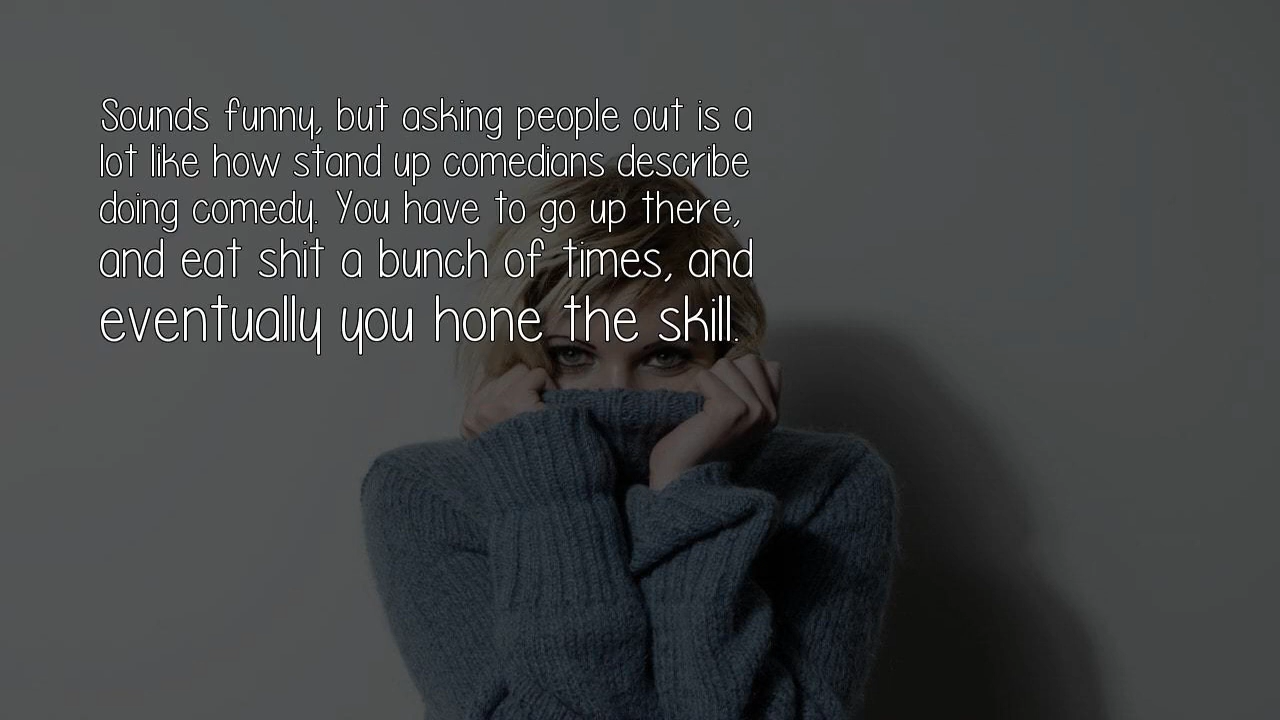 Sounds funny, but asking people out is a
lot like how stand up comedians describe
doing comedy. You have to go up there,
and eat shit a bunch of times, and
eventually you hone the skill.